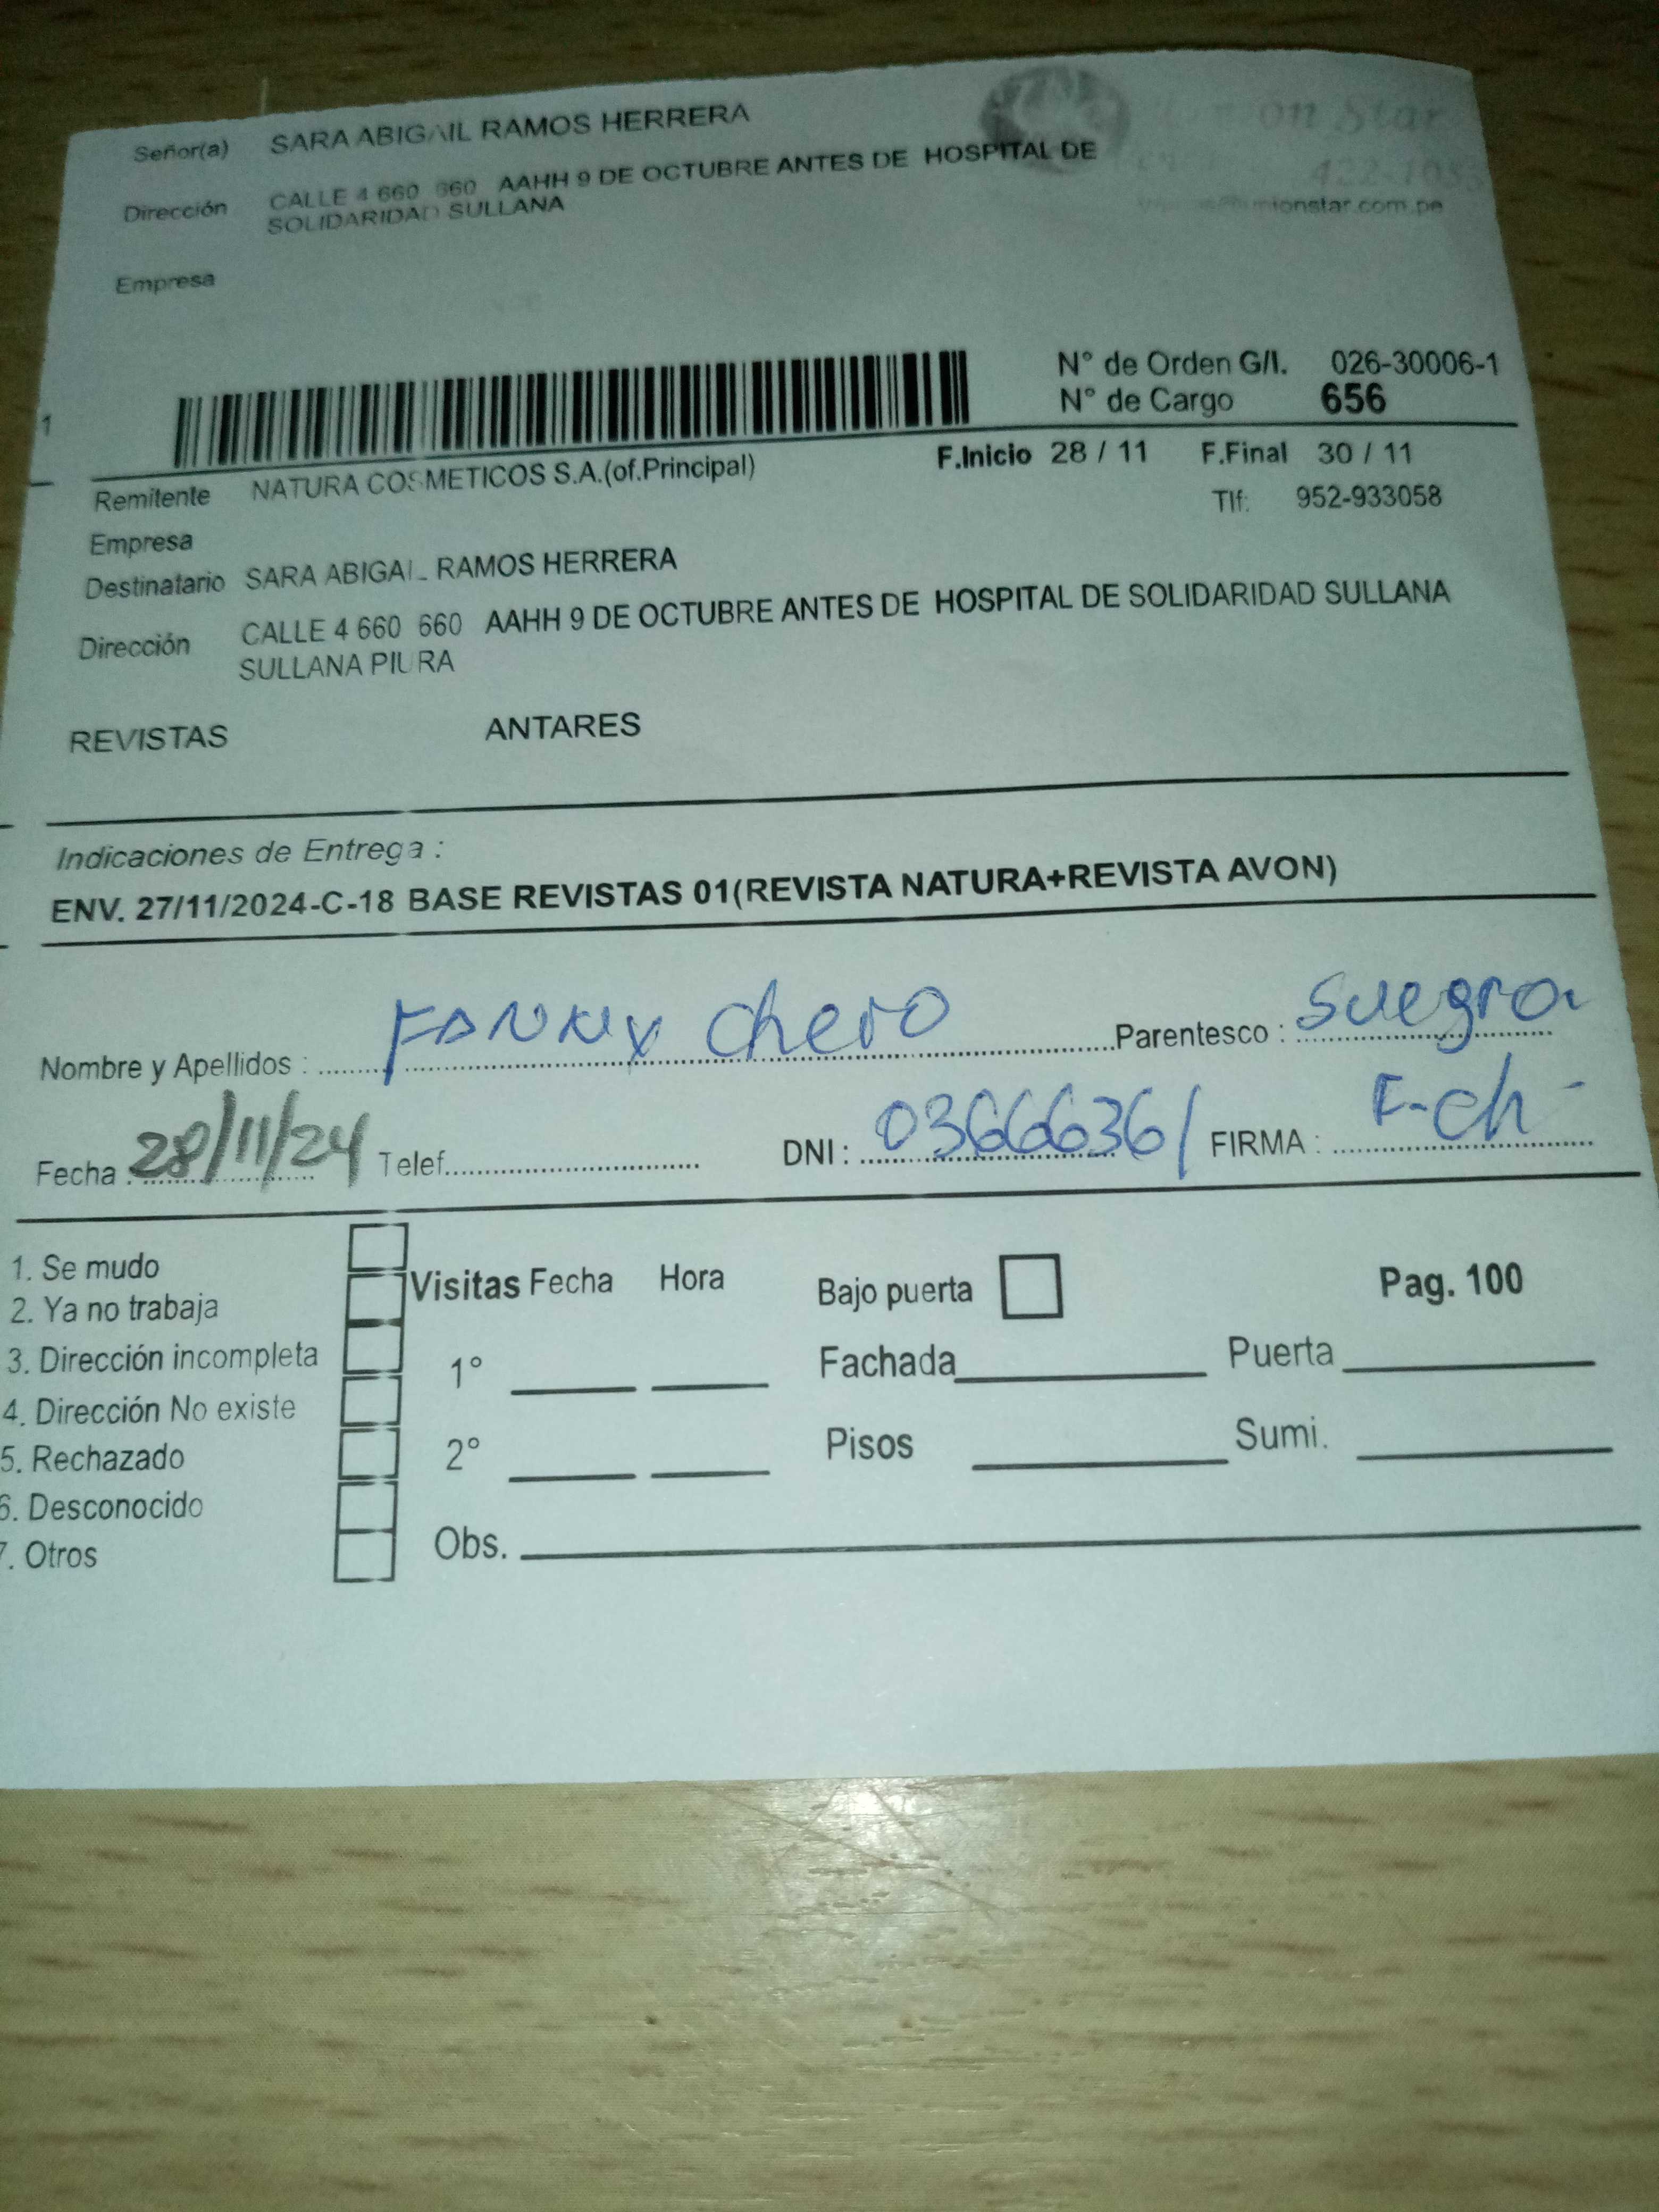 Señor(a) SARA ABIGAIL RAMOS HERRERA
on Star
Dirección CALLE 4 660 660 AAHH 9 DE OCTUBRE ANTES DE HOSPITAL DE
SOLIDARIDAD SULLANA
Empresa
N° de Orden G/I. 026-30006-1
N° de Cargo 656
1
F.Inicio 28 / 11 F.Final 30 / 11
Remitente NATURA COSMETICOS S.A.(of.Principal)
Tlf: 952-933058
Empresa
Destinatario SARA ABIGAIL RAMOS HERRERA
Dirección CALLE 4 660 660 AAHH 9 DE OCTUBRE ANTES DE HOSPITAL DE SOLIDARIDAD SULLANA
SULLANA PIURA
REVISTAS ANTARES
Indicaciones de Entrega :
ENV. 27/11/2024-C-18 BASE REVISTAS 01(REVISTA NATURA+REVISTA AVON)
Nombre y Apellidos : FANNY Chero Parentesco : Suegra
Fecha : 28/11/24 Telef. DNI : 03666361 FIRMA : F-ch-
1. Se mudo
2. Ya no trabaja
3. Dirección incompleta
4. Dirección No existe
5. Rechazado
6. Desconocido
7. Otros
Visitas Fecha Hora
1°
2°
Obs.
Bajo puerta Pag. 100
Fachada Puerta
Pisos Sumi.